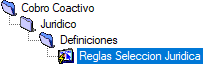 Cobro Coactivo
Juridico
Definiciones
Reglas Seleccion Juridica